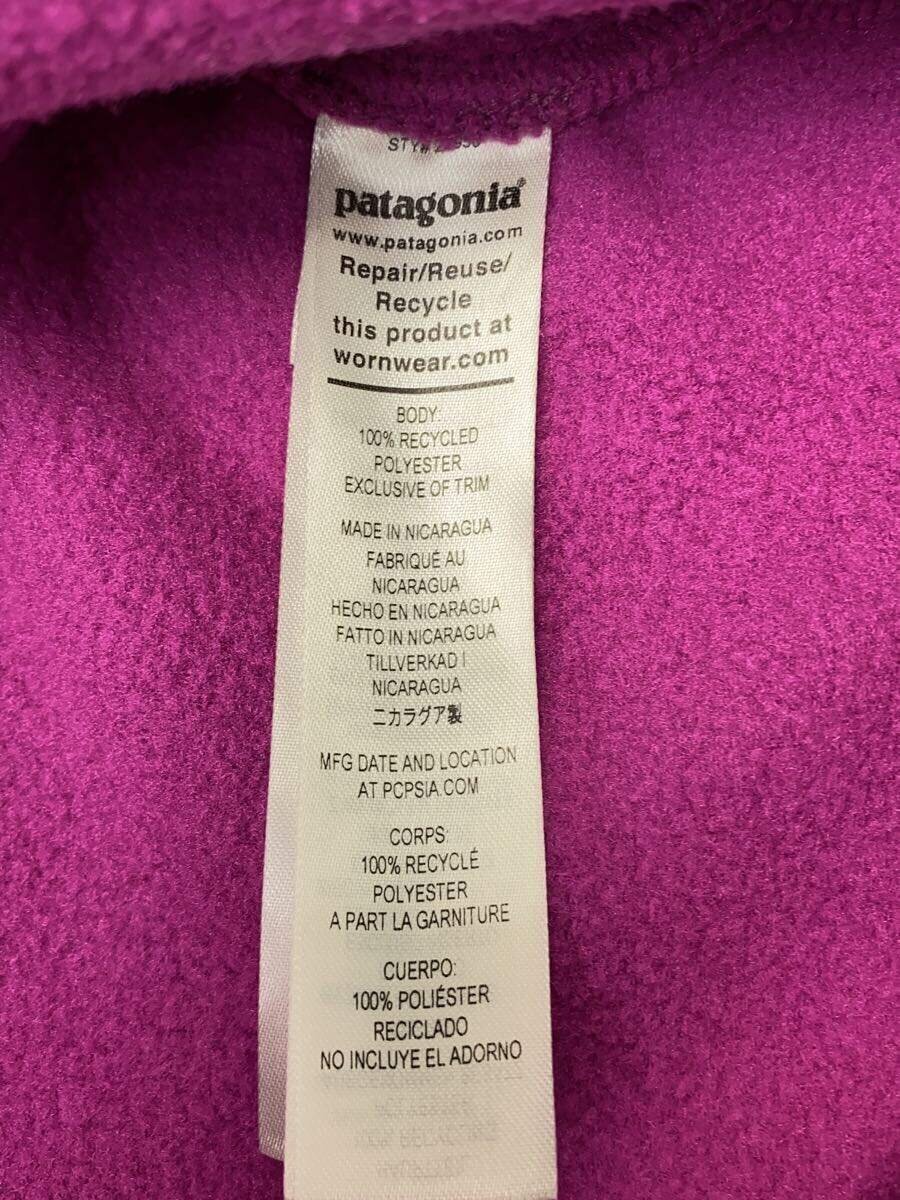 patagonia®
www.patagonia.com
Repair/Reuse/
Recycle
this product at
wornwear.com
BODY:
100% RECYCLED
POLYESTER
EXCLUSIVE OF TRIM
MADE IN NICARAGUA
FABRIQUÉ AU
NICARAGUA
HECHO EN NICARAGUA
FATTO IN NICARAGUA
TILLVERKAD I
NICARAGUA
ニカラグア製
MFG DATE AND LOCATION
AT PCPSIA.COM
CORPS:
100% RECYCLÉ
POLYESTER
A PART LA GARNITURE
CUERPO:
100% POLIÉSTER
RECICLADO
NO INCLUYE EL ADORNO